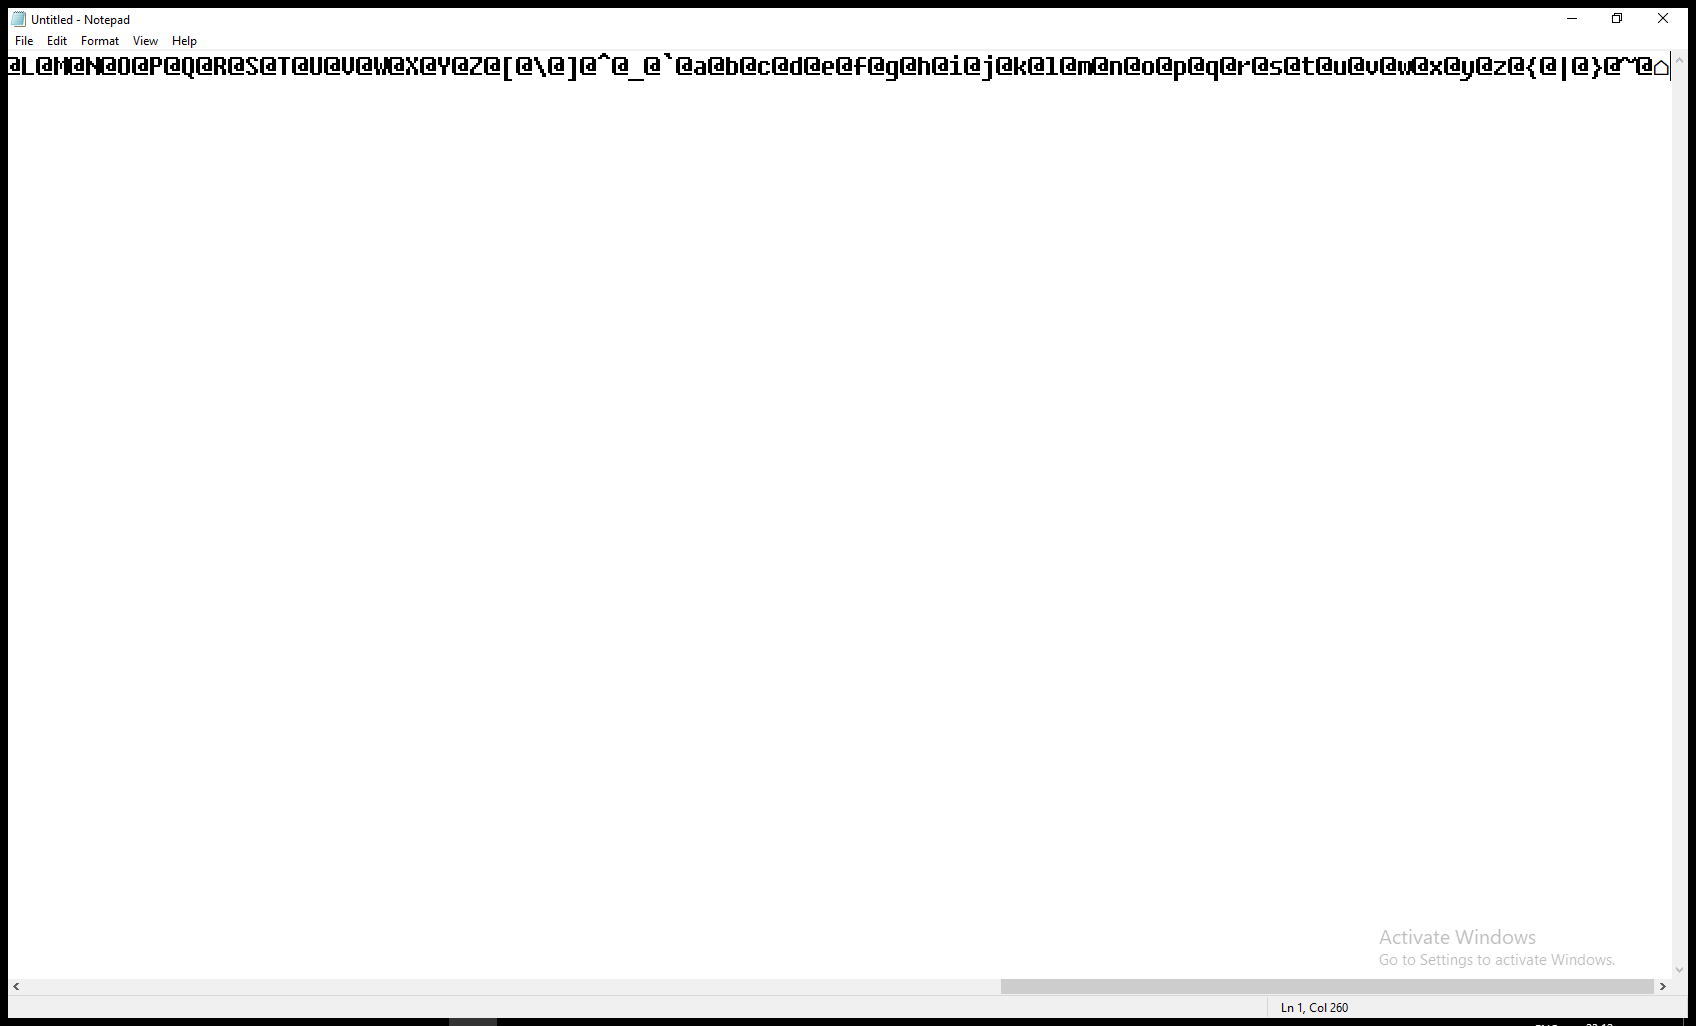 Untitled - Notepad
File Edit Format View Help
@L@M@N@O@P@Q@R@S@T@U@V@W@X@Y@Z@[@\@]@^@_@`@a@b@c@d@e@f@g@h@i@j@k@l@m@n@o@p@q@r@s@t@u@v@w@x@y@z@{@|@}@~@⌂
Activate Windows
Go to Settings to activate Windows.
Ln 1, Col 260